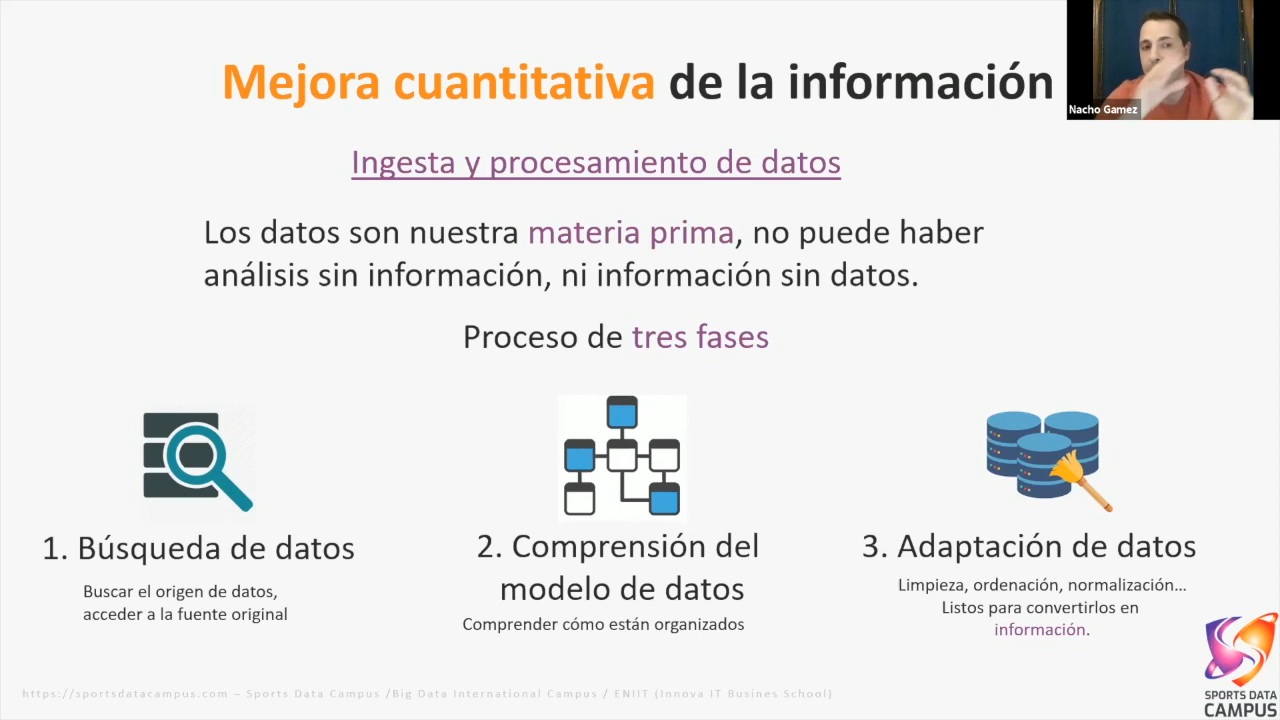 Mejora cuantitativa de la información
Nacho Gamez
Ingesta y procesamiento de datos
Los datos son nuestra materia prima, no puede haber
análisis sin información, ni información sin datos.
Proceso de tres fases
1. Búsqueda de datos
Buscar el origen de datos,
acceder a la fuente original
2. Comprensión del
modelo de datos
Comprender cómo están organizados
3. Adaptación de datos
Limpieza, ordenación, normalización...
Listos para convertirlos en
información.
https://sportsdatacampus.com – Sports Data Campus /Big Data International Campus / ENIIT (Innova IT Busines School)
SPORTS DATA
CAMPUS